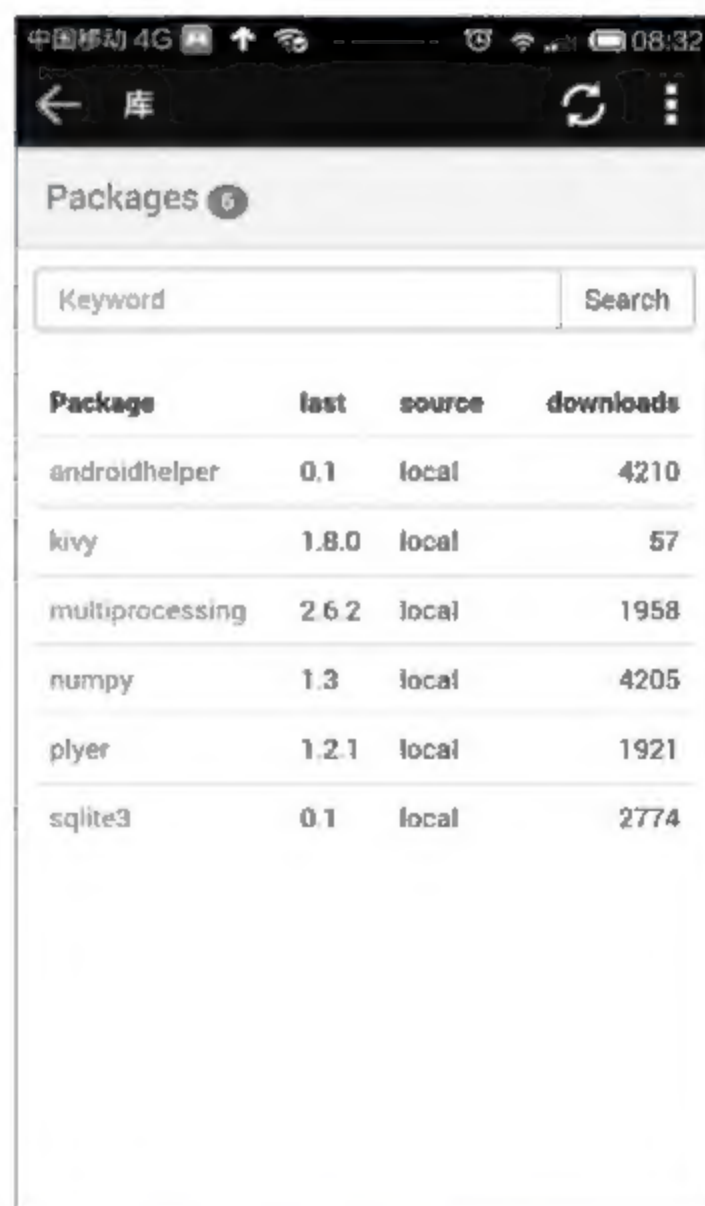 中国移动 4G 08:32
库
Packages 6
Keyword Search
Package last source downloads
androidhelper 0.1 local 4210
kivy 1.8.0 local 57
multiprocessing 2.6.2 local 1958
numpy 1.3 local 4205
plyer 1.2.1 local 1921
sqlite3 0.1 local 2774